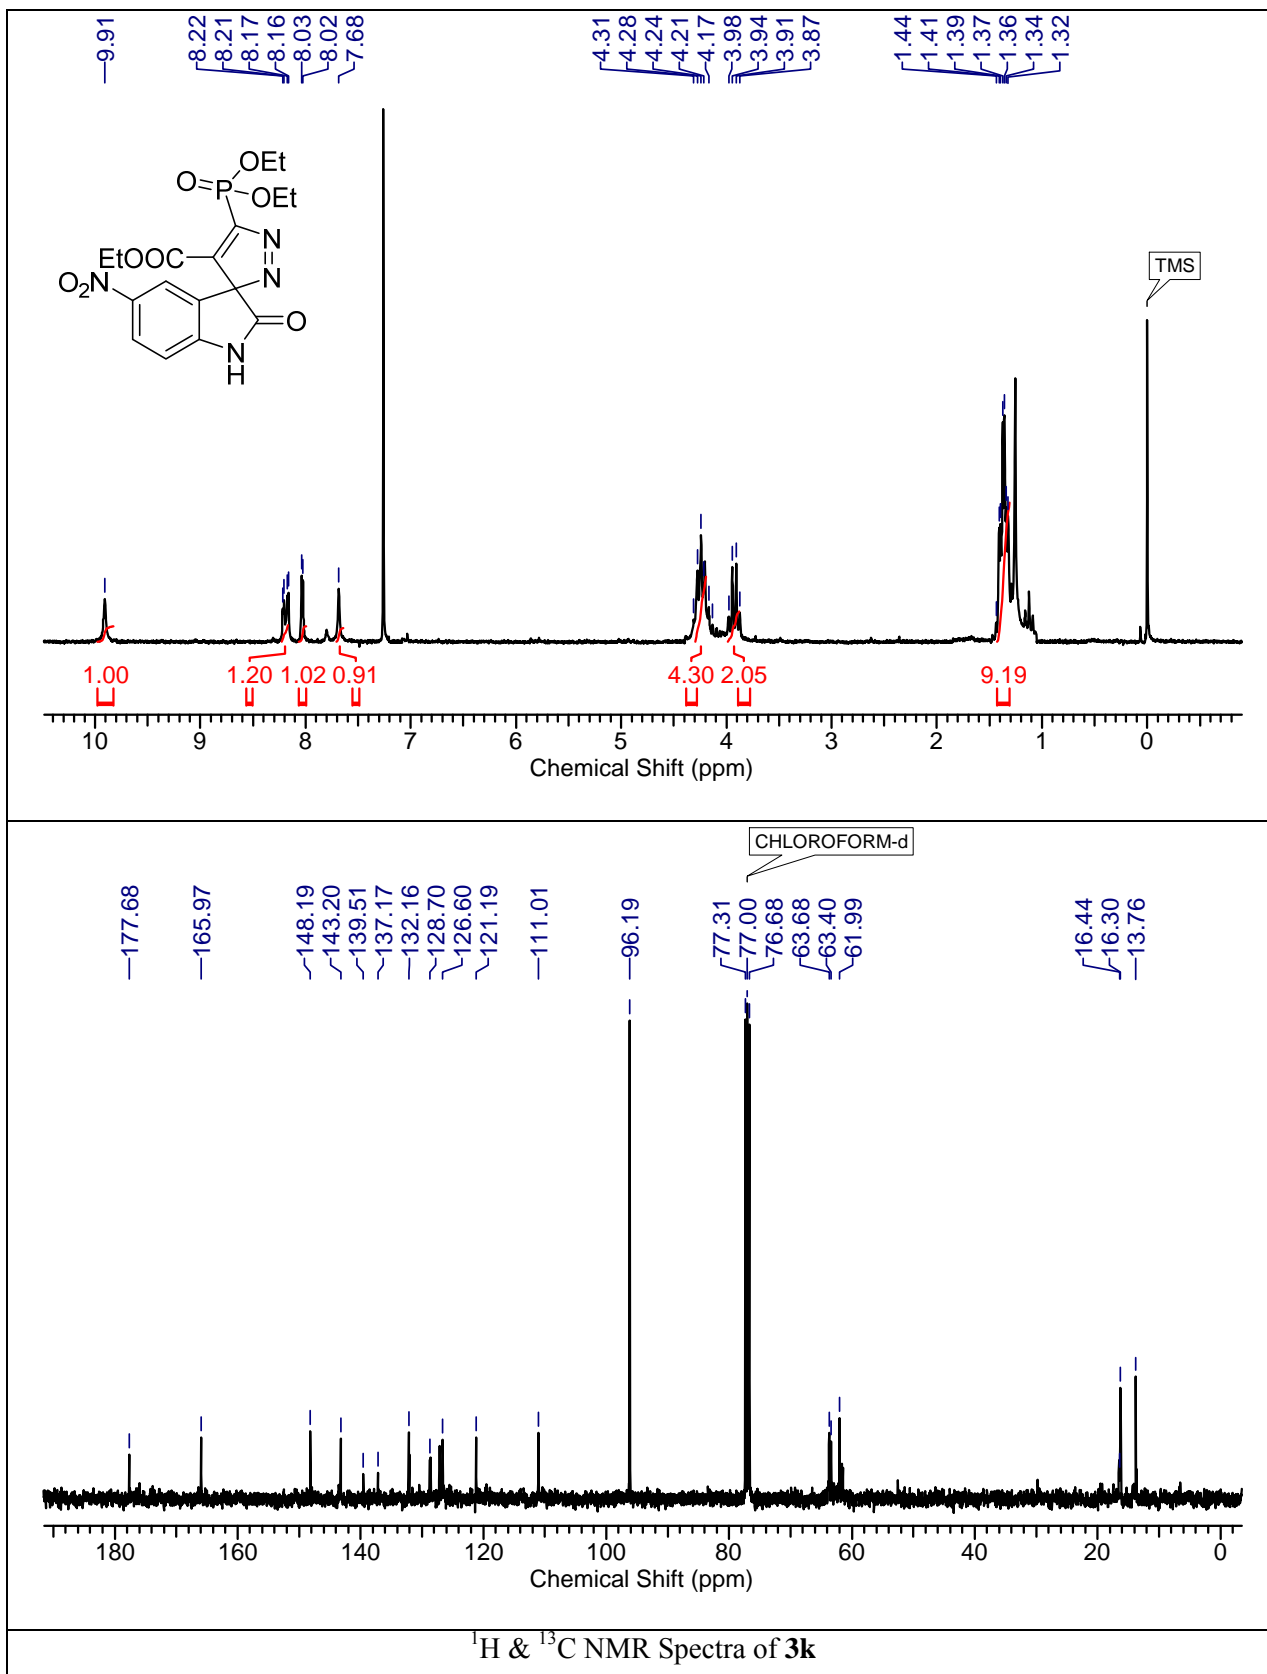 9.91
8.22
8.21
8.17
8.16
8.03
8.02
7.68
4.31
4.28
4.24
4.21
4.17
3.98
3.94
3.91
3.87
1.44
1.41
1.39
1.37
1.36
1.34
1.32
OEt
O=P
OEt
N
EtOOC
N
O2N
O
N
H
TMS
1.00 1.20 1.02 0.91 4.30 2.05 9.19
10 9 8 7 6 5 4 3 2 1 0
Chemical Shift (ppm)
CHLOROFORM-d
177.68
165.97
148.19
143.20
139.51
137.17
132.16
128.70
126.60
121.19
111.01
96.19
77.31
77.00
76.68
63.68
63.40
61.99
16.44
16.30
13.76
180 160 140 120 100 80 60 40 20 0
Chemical Shift (ppm)
¹H & ¹³C NMR Spectra of 3k